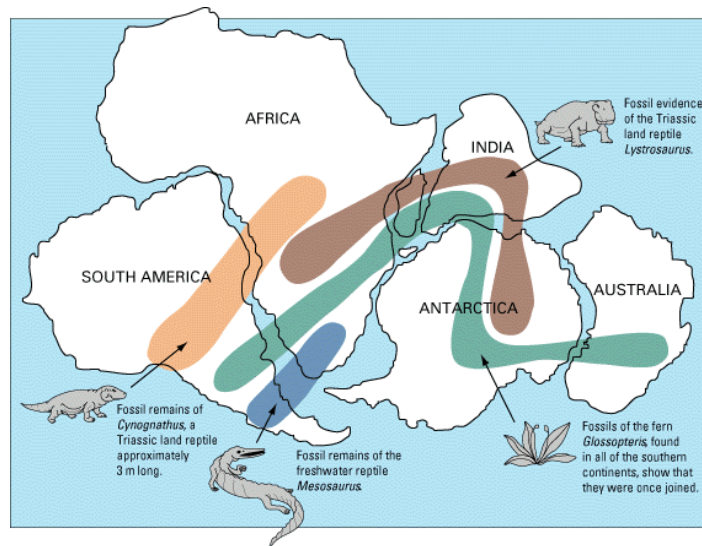 AFRICA
INDIA
Fossil evidence
of the Triassic
land reptile
Lystrosaurus.
SOUTH AMERICA
ANTARCTICA
AUSTRALIA
Fossil remains of
Cynognathus, a
Triassic land reptile
approximately
3 m long.
Fossil remains of the
freshwater reptile
Mesosaurus.
Fossils of the fern
Glossopteris, found
in all of the southern
continents, show that
they were once joined.